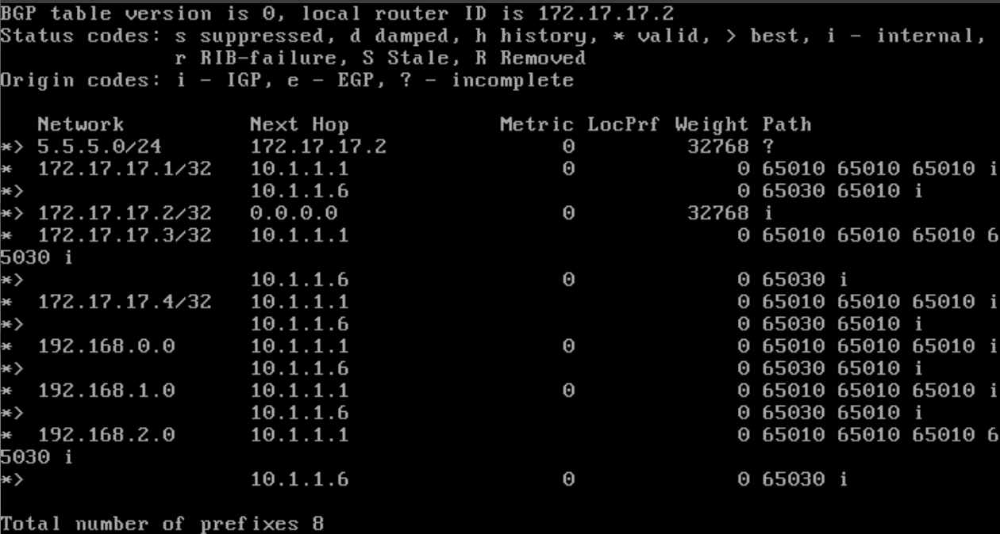 BGP table version is 0, local router ID is 172.17.17.2
Status codes: s suppressed, d damped, h history, * valid, > best, i - internal,
              r RIB-failure, S Stale, R Removed
Origin codes: i - IGP, e - EGP, ? - incomplete

   Network          Next Hop            Metric LocPrf Weight Path
*> 5.5.5.0/24       172.17.17.2              0         32768 ?
*  172.17.17.1/32   10.1.1.1                 0             0 65010 65010 65010 i
*>                  10.1.1.6                               0 65030 65010 i
*> 172.17.17.2/32   0.0.0.0                  0         32768 i
*  172.17.17.3/32   10.1.1.1                               0 65010 65010 65010 6
5030 i
*>                  10.1.1.6                 0             0 65030 i
*  172.17.17.4/32   10.1.1.1                               0 65010 65010 65010 i
*>                  10.1.1.6                               0 65030 65010 i
*  192.168.0.0      10.1.1.1                 0             0 65010 65010 65010 i
*>                  10.1.1.6                               0 65030 65010 i
*  192.168.1.0      10.1.1.1                 0             0 65010 65010 65010 i
*>                  10.1.1.6                               0 65030 65010 i
*  192.168.2.0      10.1.1.1                               0 65010 65010 65010 6
5030 i
*>                  10.1.1.6                 0             0 65030 i

Total number of prefixes 8